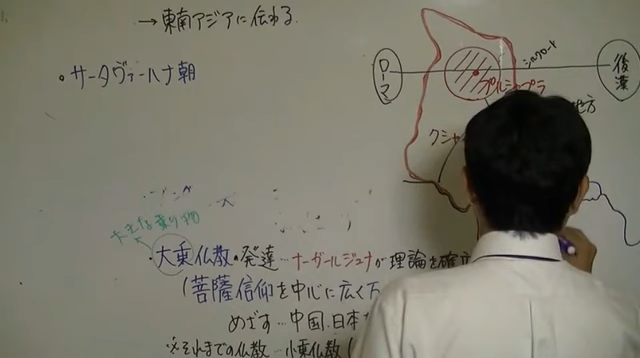 →東南アジアに伝わる
・サータヴァーハナ朝
ローマ
シルクロード
後漢
プルシャプラ
地方
クシャ
大きな乗り物
・大乗仏教の発達…ナーガールジュナが理論を確立
(菩薩信仰を中心に広く万
めざす…中国、日本
※それまでの仏教…小乗仏教(